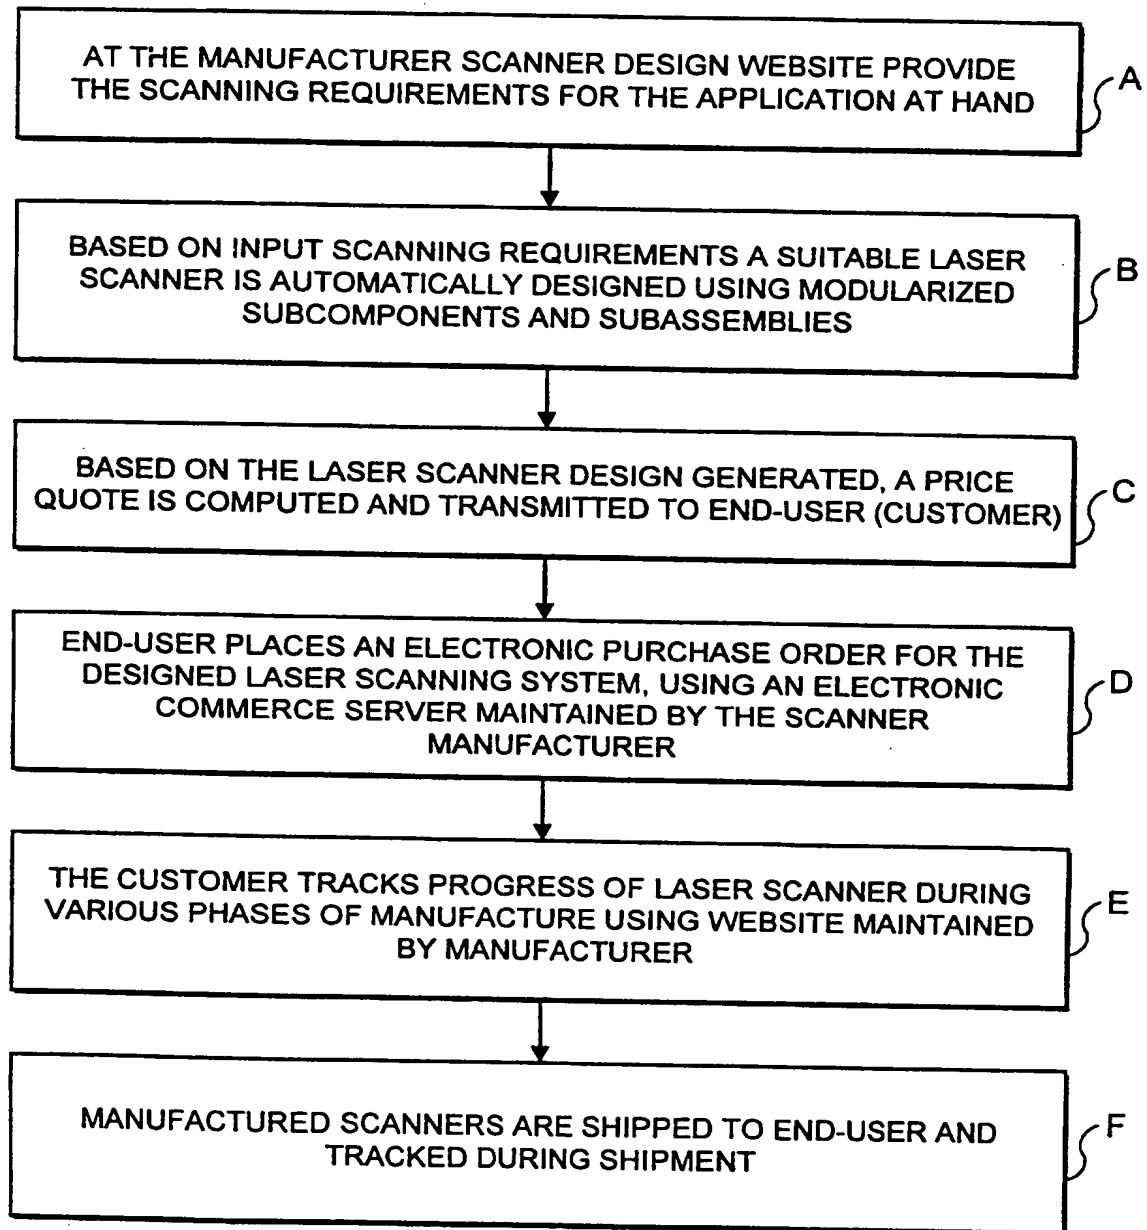 AT THE MANUFACTURER SCANNER DESIGN WEBSITE PROVIDE
THE SCANNING REQUIREMENTS FOR THE APPLICATION AT HAND
A
BASED ON INPUT SCANNING REQUIREMENTS A SUITABLE LASER
SCANNER IS AUTOMATICALLY DESIGNED USING MODULARIZED
SUBCOMPONENTS AND SUBASSEMBLIES
B
BASED ON THE LASER SCANNER DESIGN GENERATED, A PRICE
QUOTE IS COMPUTED AND TRANSMITTED TO END-USER (CUSTOMER)
C
END-USER PLACES AN ELECTRONIC PURCHASE ORDER FOR THE
DESIGNED LASER SCANNING SYSTEM, USING AN ELECTRONIC
COMMERCE SERVER MAINTAINED BY THE SCANNER
MANUFACTURER
D
THE CUSTOMER TRACKS PROGRESS OF LASER SCANNER DURING
VARIOUS PHASES OF MANUFACTURE USING WEBSITE MAINTAINED
BY MANUFACTURER
E
MANUFACTURED SCANNERS ARE SHIPPED TO END-USER AND
TRACKED DURING SHIPMENT
F